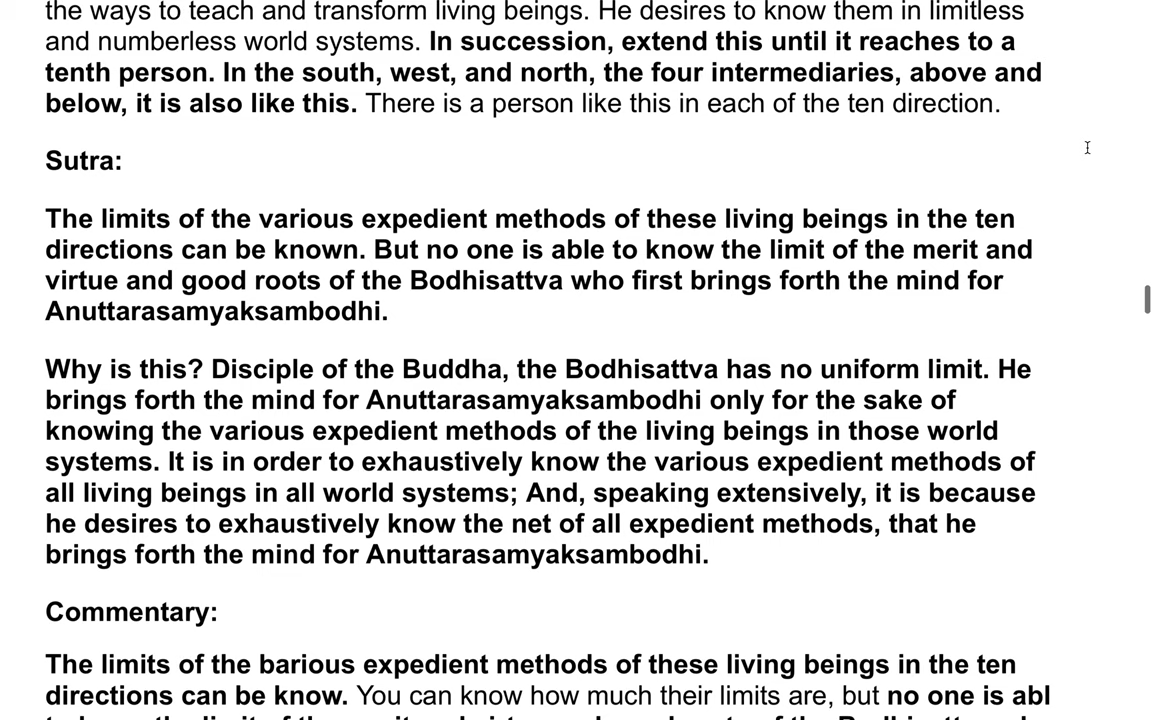 the ways to teach and transform living beings. He desires to know them in limitless
and numberless world systems. In succession, extend this until it reaches to a
tenth person. In the south, west, and north, the four intermediaries, above and
below, it is also like this. There is a person like this in each of the ten direction.
Sutra:
The limits of the various expedient methods of these living beings in the ten
directions can be known. But no one is able to know the limit of the merit and
virtue and good roots of the Bodhisattva who first brings forth the mind for
Anuttarasamyaksambodhi.
Why is this? Disciple of the Buddha, the Bodhisattva has no uniform limit. He
brings forth the mind for Anuttarasamyaksambodhi only for the sake of
knowing the various expedient methods of the living beings in those world
systems. It is in order to exhaustively know the various expedient methods of
all living beings in all world systems; And, speaking extensively, it is because
he desires to exhaustively know the net of all expedient methods, that he
brings forth the mind for Anuttarasamyaksambodhi.
Commentary:
The limits of the barious expedient methods of these living beings in the ten
directions can be know. You can know how much their limits are, but no one is abl